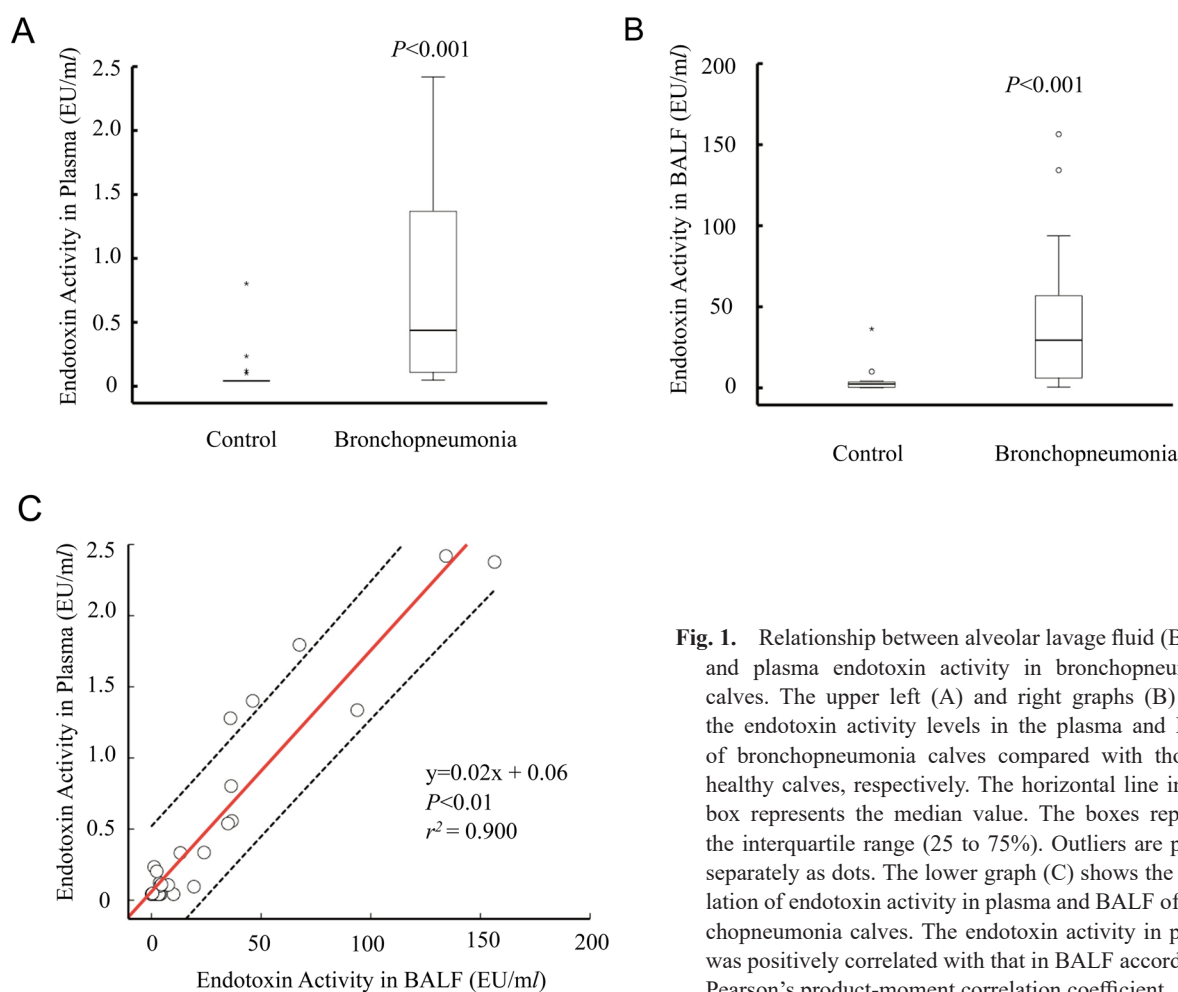 A
P<0.001
Endotoxin Activity in Plasma (EU/ml)
2.5
2.0
1.5
1.0
0.5
0
Control Bronchopneumonia
B
P<0.001
Endotoxin Activity in BALF (EU/ml)
200
150
100
50
0
Control Bronchopneumonia
C
Endotoxin Activity in Plasma (EU/ml)
2.5
2.0
1.5
1.0
0.5
0
y=0.02x + 0.06
P<0.01
r² = 0.900
0 50 100 150 200
Endotoxin Activity in BALF (EU/ml)
Fig. 1. Relationship between alveolar lavage fluid
and plasma endotoxin activity in
calves. The upper left (A) and right graphs (B)
the endotoxin activity levels in the plasma and
of bronchopneumonia calves compared with
healthy calves, respectively. The horizontal line
box represents the median value. The boxes
the interquartile range (25 to 75%). Outliers are
separately as dots. The lower graph (C) shows the
lation of endotoxin activity in plasma and BALF of
chopneumonia calves. The endotoxin activity in
was positively correlated with that in BALF
Pearson's product-moment correlation coefficient.